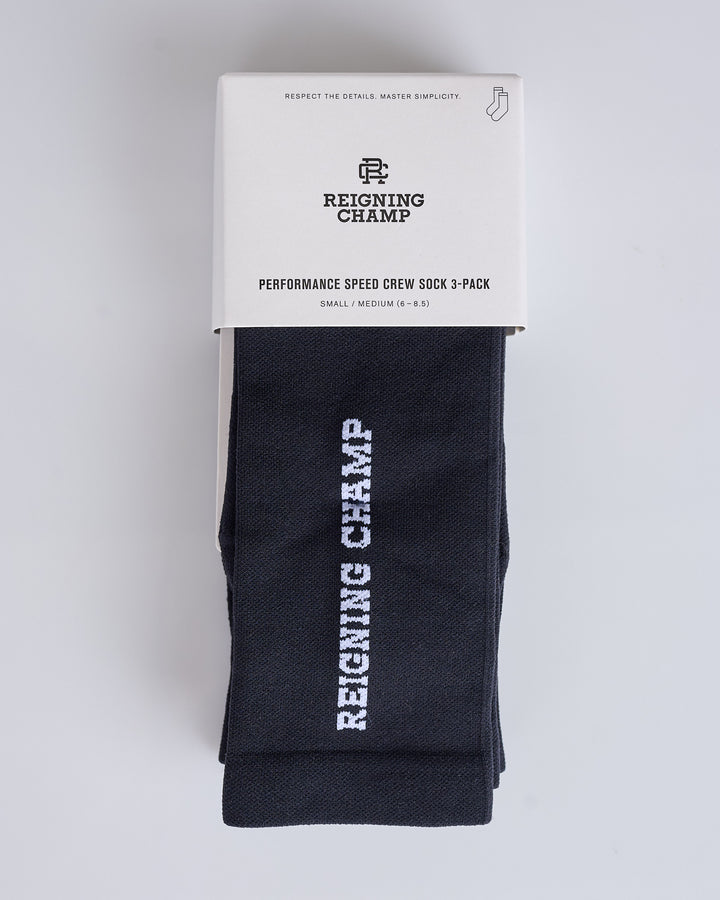 RESPECT THE DETAILS. MASTER SIMPLICITY.
RC
REIGNING
CHAMP
PERFORMANCE SPEED CREW SOCK 3-PACK
SMALL / MEDIUM (6 – 8.5)
REIGNING CHAMP